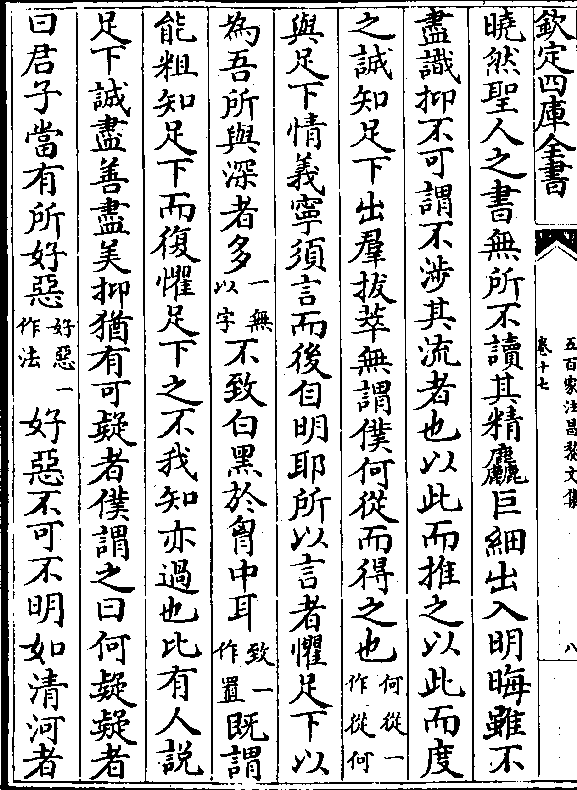 欽定四庫全書
五百家注昌黎文集
卷十七
八
曉然聖人之書無所不讀其精麤巨細出入明晦雖不
盡識抑不可謂不涉其流者也以此而推之以此而度
之誠知足下出羣拔萃無謂僕何從而得之也何從一作從何
與足下情義寧須言而後自明耶所以言者懼足下以
為吾所與深者多一無以字不致白黑於胷中耳致一作置既謂
能粗知足下而復懼足下之不我知亦過也比有人説
足下誠盡善盡美抑猶有可疑者僕謂之曰何疑疑者
曰君子當有所好惡好惡一作法好惡不可不明如清河者